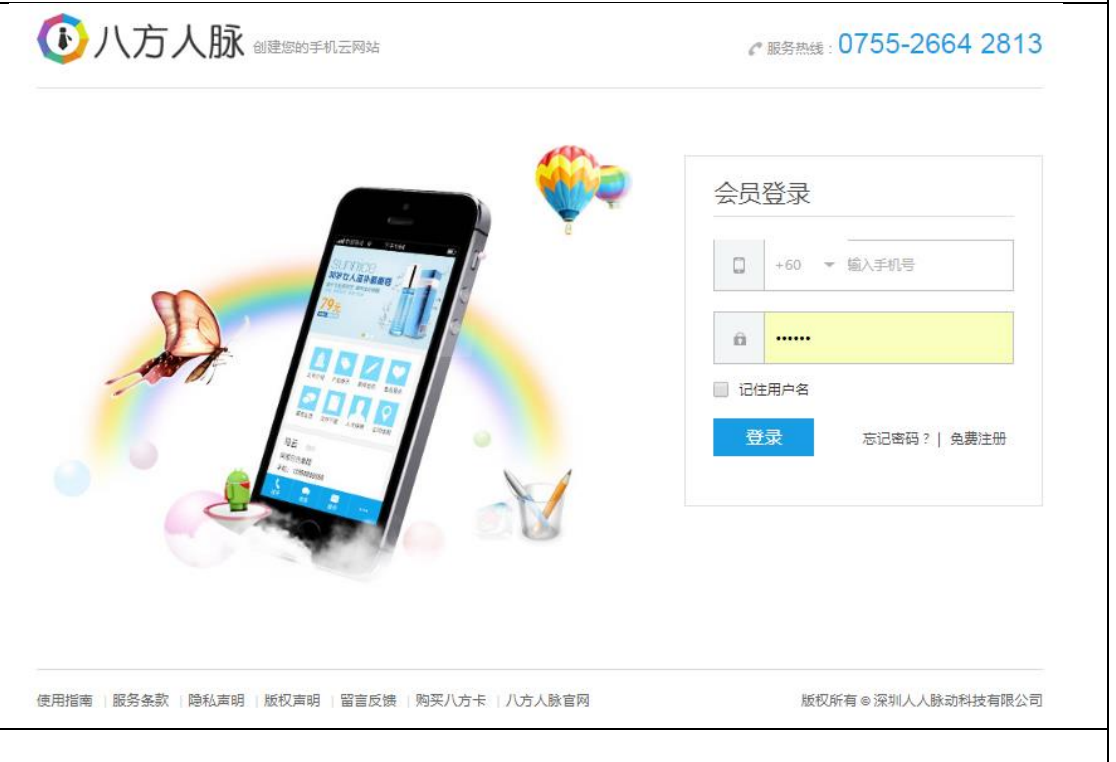 八方人脉 创建您的手机云网站
服务热线：0755-2664 2813
会员登录
+60 输入手机号
••••••
记住用户名
登录 忘记密码？| 免费注册
79元
使用指南 | 服务条款 | 隐私声明 | 版权声明 | 留言反馈 | 购买八方卡 | 八方人脉官网
版权所有©深圳人人脉动科技有限公司